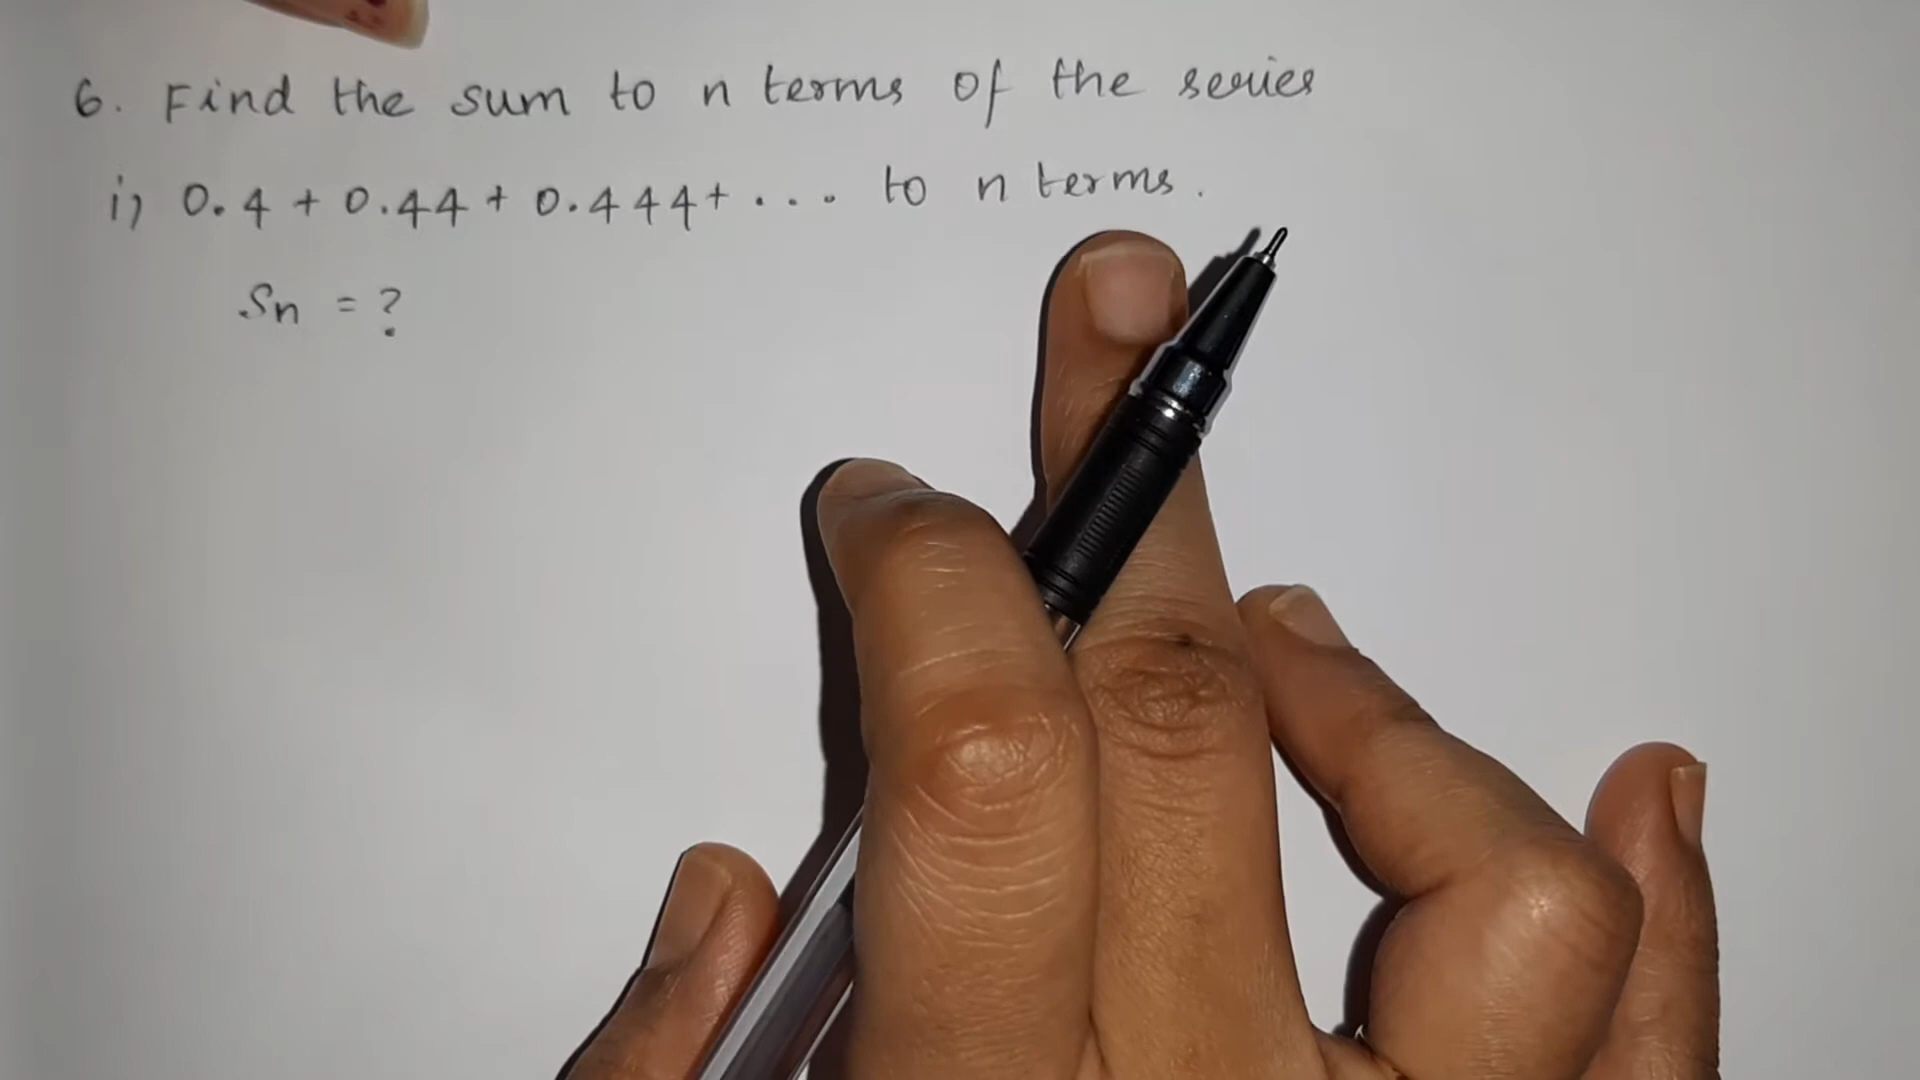 6. Find the sum to n terms of the series
i) 0.4 + 0.44 + 0.444 + ... to n terms.
Sn = ?